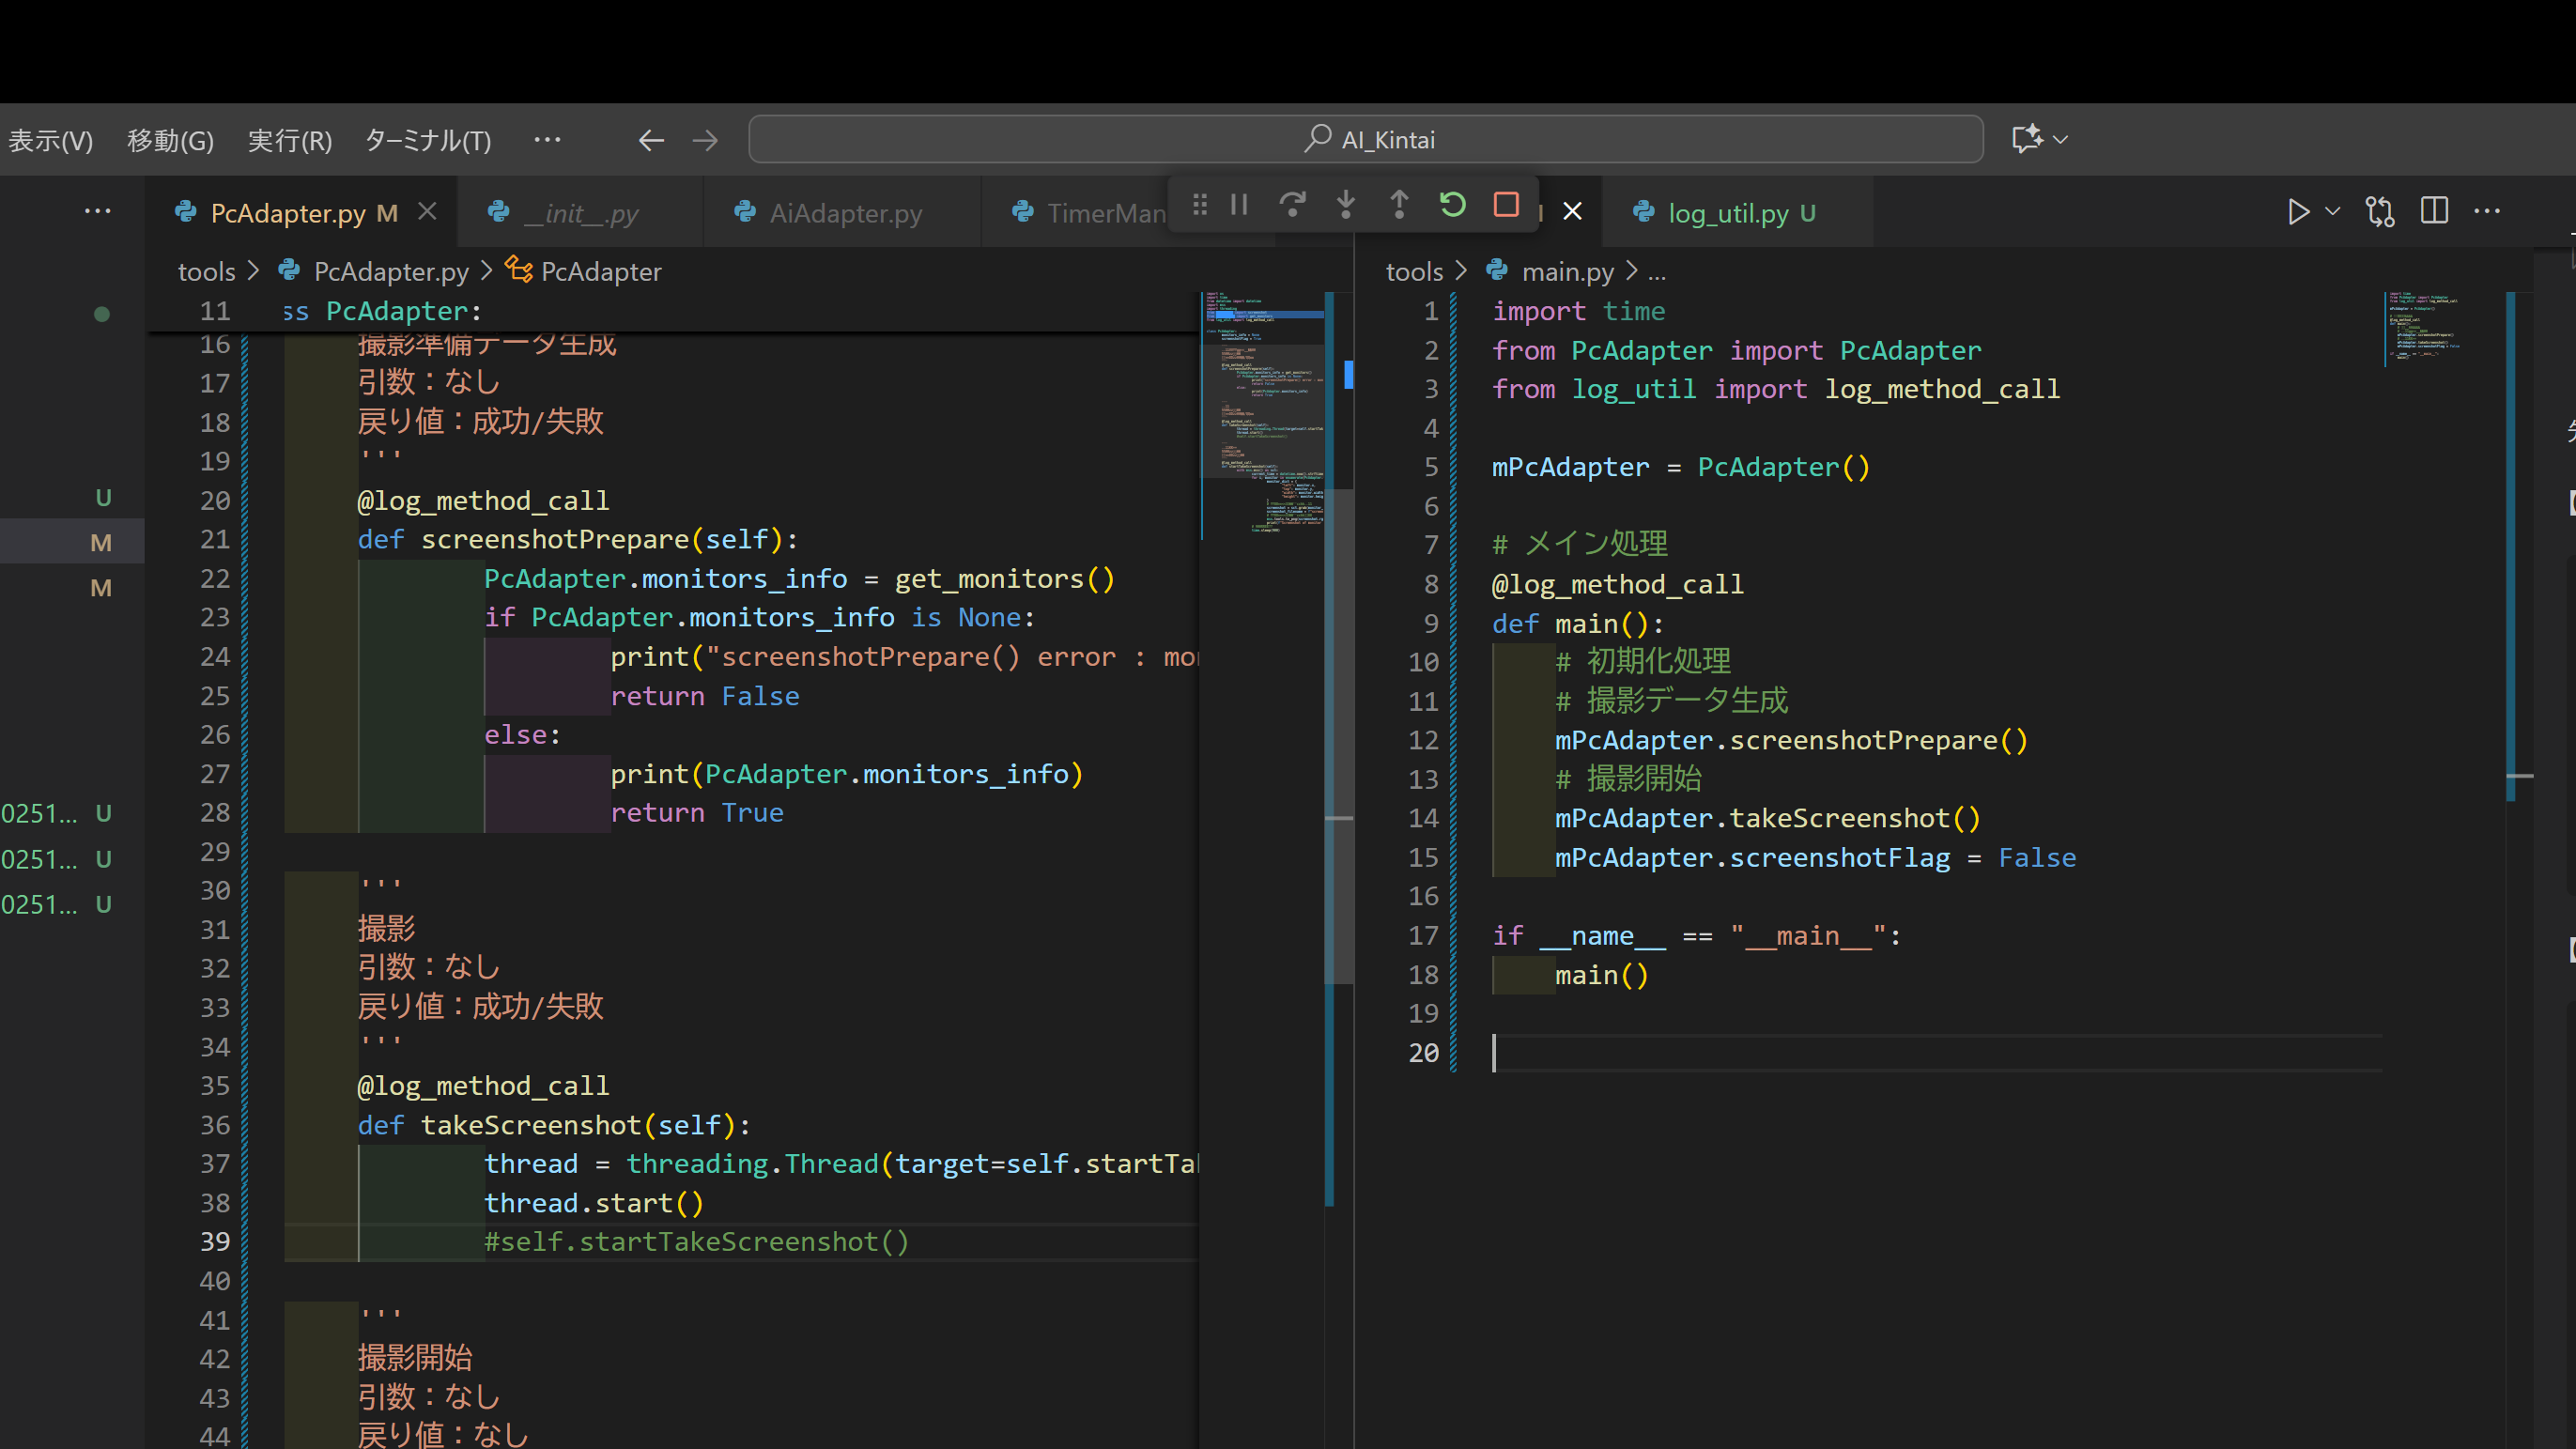 表示(V) 移動(G) 実行(R) ターミナル(T) … ← → AI_Kintai
… PcAdapter.py M × __init__.py AiAdapter.py TimerMan × log_util.py U …
tools > PcAdapter.py > PcAdapter
11 ss PcAdapter:
16 撮影準備データ生成
17 引数：なし
18 戻り値：成功/失敗
19 '''
20 @log_method_call
21 def screenshotPrepare(self):
22 PcAdapter.monitors_info = get_monitors()
23 if PcAdapter.monitors_info is None:
24 print("screenshotPrepare() error : mo
25 return False
26 else:
27 print(PcAdapter.monitors_info)
28 return True
29
30 '''
31 撮影
32 引数：なし
33 戻り値：成功/失敗
34 '''
35 @log_method_call
36 def takeScreenshot(self):
37 thread = threading.Thread(target=self.startTa
38 thread.start()
39 #self.startTakeScreenshot()
40
41 '''
42 撮影開始
43 引数：なし
44 戻り値：なし
U
M
M
0251... U
0251... U
0251... U
tools > main.py > ...
1 import time
2 from PcAdapter import PcAdapter
3 from log_util import log_method_call
4
5 mPcAdapter = PcAdapter()
6
7 # メイン処理
8 @log_method_call
9 def main():
10 # 初期化処理
11 # 撮影データ生成
12 mPcAdapter.screenshotPrepare()
13 # 撮影開始
14 mPcAdapter.takeScreenshot()
15 mPcAdapter.screenshotFlag = False
16
17 if __name__ == "__main__":
18 main()
19
20